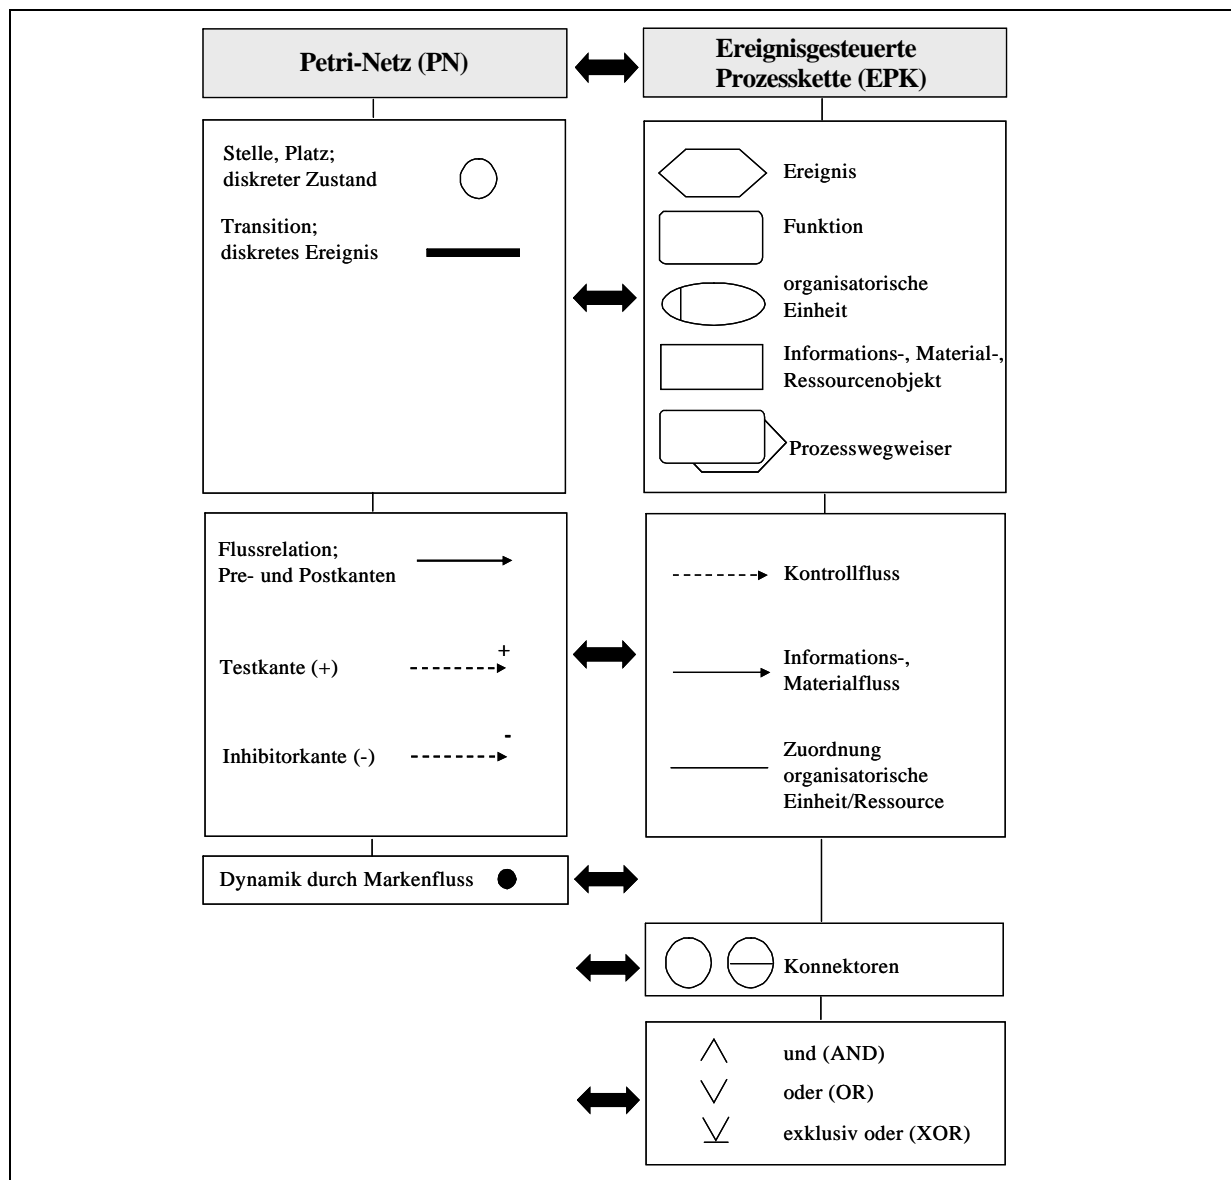 Petri-Netz (PN)
Ereignisgesteuerte
Prozesskette (EPK)
Stelle, Platz;
diskreter Zustand
Transition;
diskretes Ereignis
Ereignis
Funktion
organisatorische
Einheit
Informations-, Material-,
Ressourcenobjekt
Prozesswegweiser
Flussrelation;
Pre- und Postkanten
Testkante (+)
+
Inhibitorkante (-)
-
Kontrollfluss
Informations-,
Materialfluss
Zuordnung
organisatorische
Einheit/Ressource
Dynamik durch Markenfluss
Konnektoren
und (AND)
oder (OR)
exklusiv oder (XOR)